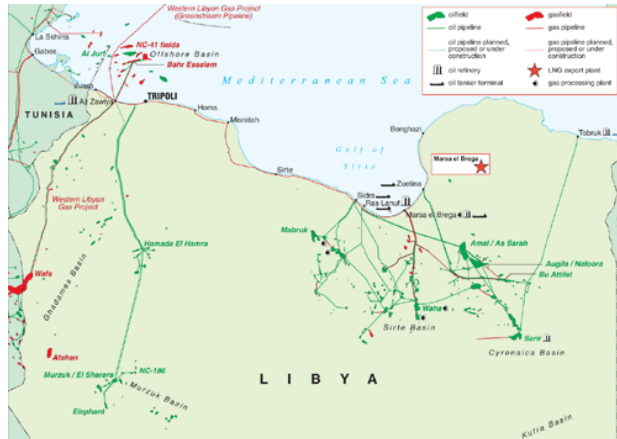 Western Libyan Gas Project
(Greenstream Pipeline)
La Skhirra
Gabes
NC-41 fields
Al Jurf
Offshore Basin
Bahr Essalam
Mediterranean Sea
Zuara
Az Zawiya
TRIPOLI
TUNISIA
Homs
Misratah
Sirte
Gulf of
Sirte
Benghazi
Tobruk
Marsa el Brega
Zuetina
Sidra
Ras Lanuf
Marsa el Brega
Western Libyan
Gas Project
Hamada El Hamra
Mabruk
Amal / As Sarah
Augila / Nafoora
Bu Attifel
Wafa
Ghadames Basin
Waha
Sirte Basin
Sarir
Cyrenaica Basin
Atshan
Murzuk / El Sharara
NC-186
Murzuk Basin
Elephant
LIBYA
Kufra Basin
oilfield
oil pipeline
oil pipeline planned,
proposed or under
construction
oil refinery
oil tanker terminal
gasfield
gas pipeline
gas pipeline planned,
proposed or under
construction
LNG export plant
gas processing plant